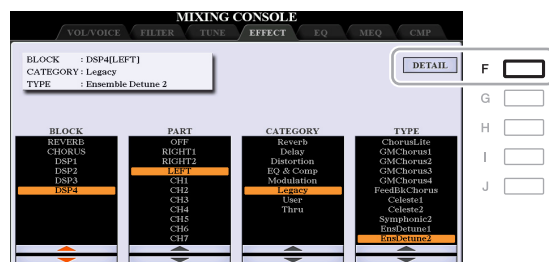 MIXING CONSOLE
VOL/VOICE FILTER TUNE EFFECT EQ MEQ CMP
BLOCK : DSP4[LEFT]
CATEGORY : Legacy
TYPE : Ensemble Detune 2
DETAIL
F
G
H
I
J
BLOCK
REVERB
CHORUS
DSP1
DSP2
DSP3
DSP4
PART
OFF
RIGHT1
RIGHT2
LEFT
CH1
CH2
CH3
CH4
CH5
CH6
CH7
CATEGORY
Reverb
Delay
Distortion
EQ & Comp
Modulation
Legacy
User
Thru
TYPE
ChorusLite
GMChorus1
GMChorus2
GMChorus3
GMChorus4
FeedBkChorus
Celeste1
Celeste2
Symphonic2
EnsDetune1
EnsDetune2